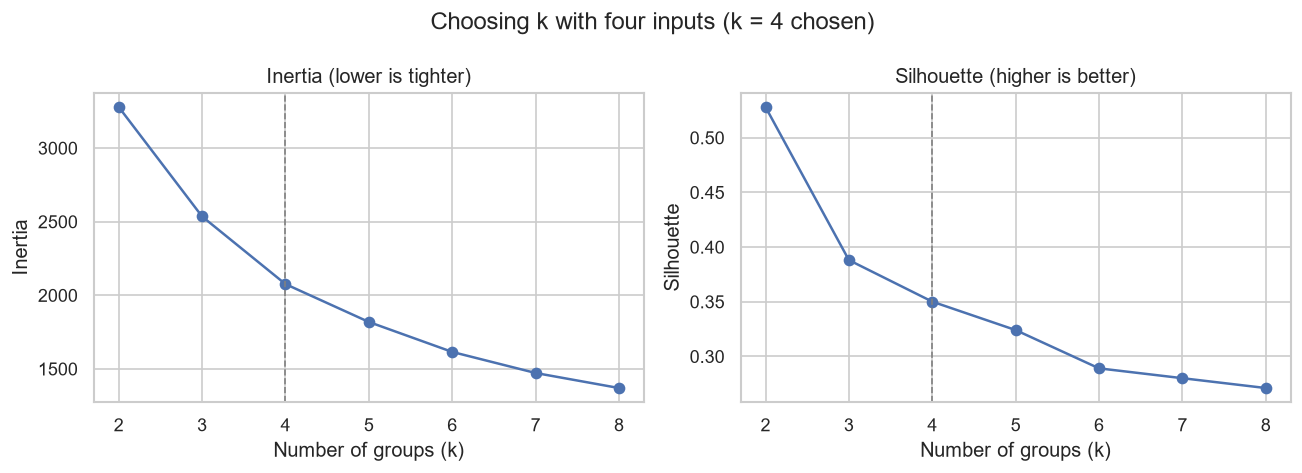 Choosing k with four inputs (k = 4 chosen)
Inertia (lower is tighter)
3000
2500
2000
1500
Inertia
2 3 4 5 6 7 8
Number of groups (k)
Silhouette (higher is better)
0.50
0.45
0.40
0.35
0.30
Silhouette
2 3 4 5 6 7 8
Number of groups (k)